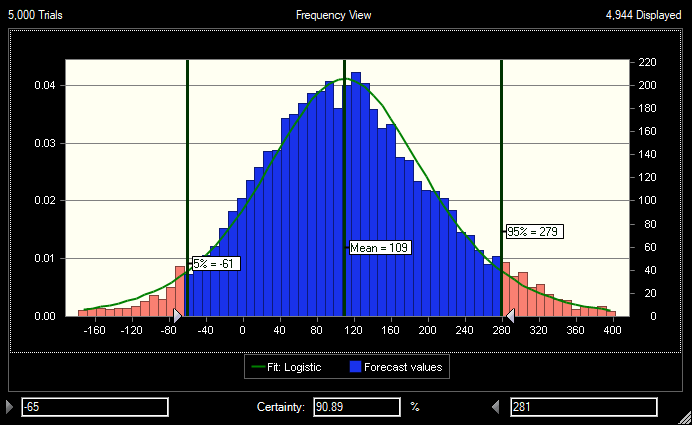 5,000 Trials Frequency View 4,944 Displayed
220
0.04 200
180
160
0.03 140
120
0.02 100
80
95% = 279
Mean = 109
60
0.01 5% = -61
40
20
0.00 0
-160 -120 -80 -40 0 40 80 120 160 200 240 280 320 360 400
Fit: Logistic Forecast values
-65 Certainty: 90.89 % 281